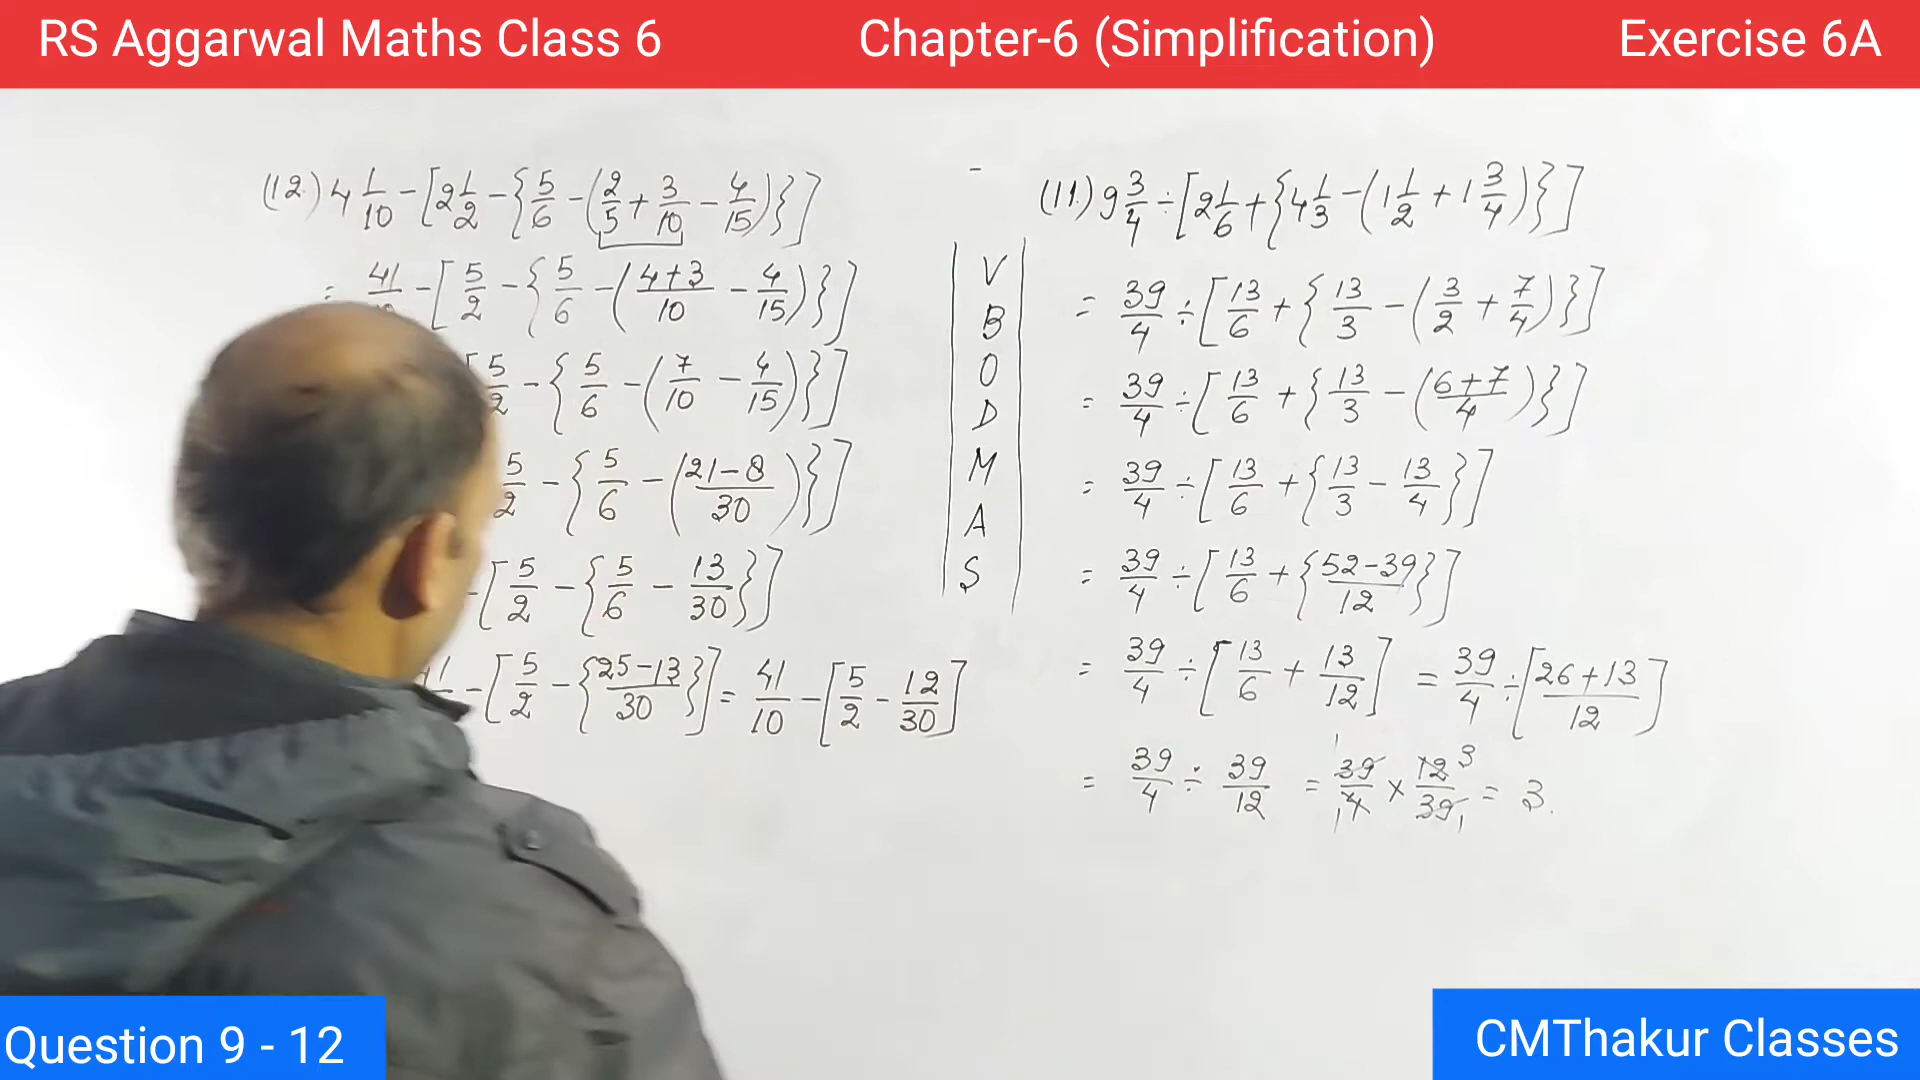 RS Aggarwal Maths Class 6 Chapter-6 (Simplification) Exercise 6A
(12.) 4 1/10 - [2 1/2 - {5/6 - (2/5 + 3/10 - 4/15)}]
= 41/10 - [5/2 - {5/6 - (4+3/10 - 4/15)}]
[5/2 - {5/6 - (7/10 - 4/15)}]
5/2 - {5/6 - (21-8/30)}]
- [5/2 - {5/6 - 13/30}]
41 - [5/2 - {25-13/30}] = 41/10 - [5/2 - 12/30]
V
B
O
D
M
A
S
(11.) 9 3/4 ÷ [2 1/6 + {4 1/3 - (1 1/2 + 1 3/4)}]
= 39/4 ÷ [13/6 + {13/3 - (3/2 + 7/4)}]
= 39/4 ÷ [13/6 + {13/3 - (6+7/4)}]
= 39/4 ÷ [13/6 + {13/3 - 13/4}]
= 39/4 ÷ [13/6 + {52-39/12}]
= 39/4 ÷ [13/6 + 13/12] = 39/4 ÷ [26+13/12]
= 39/4 ÷ 39/12 = 39/4 × 12/39 = 3.
Question 9 - 12
CMThakur Classes